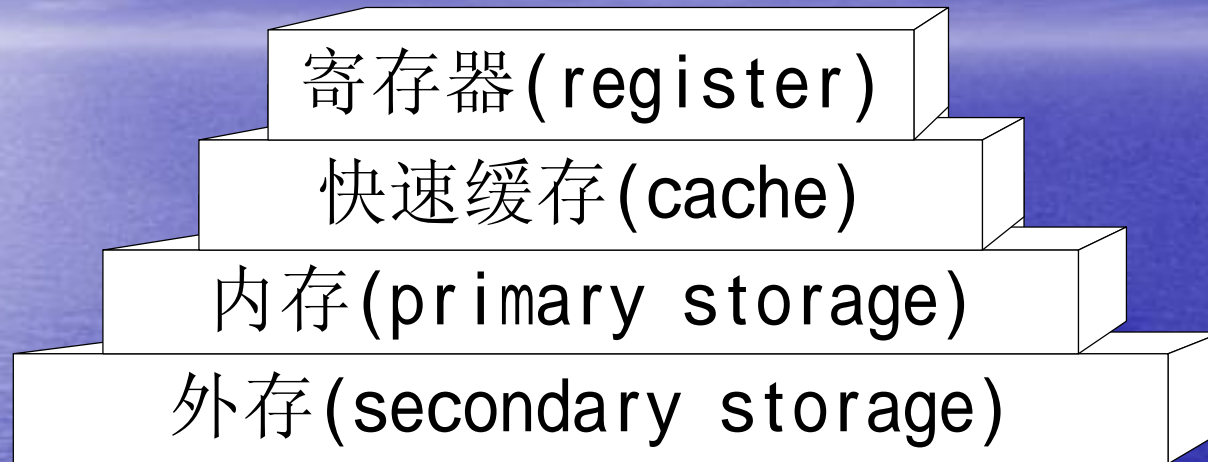 寄存器(register)
快速缓存(cache)
内存(primary storage)
外存(secondary storage)